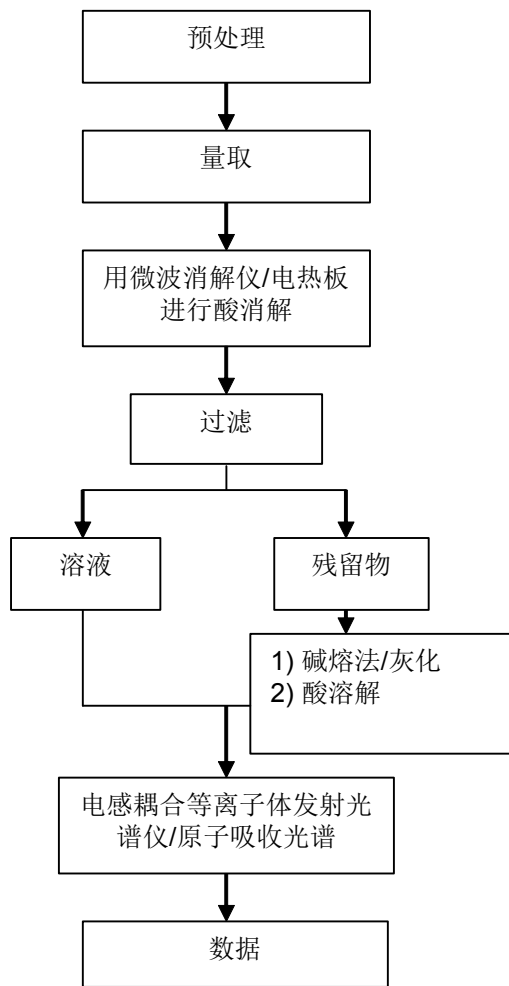 预处理
量取
用微波消解仪/电热板
进行酸消解
过滤
溶液
残留物
1) 碱熔法/灰化
2) 酸溶解
电感耦合等离子体发射光
谱仪/原子吸收光谱
数据